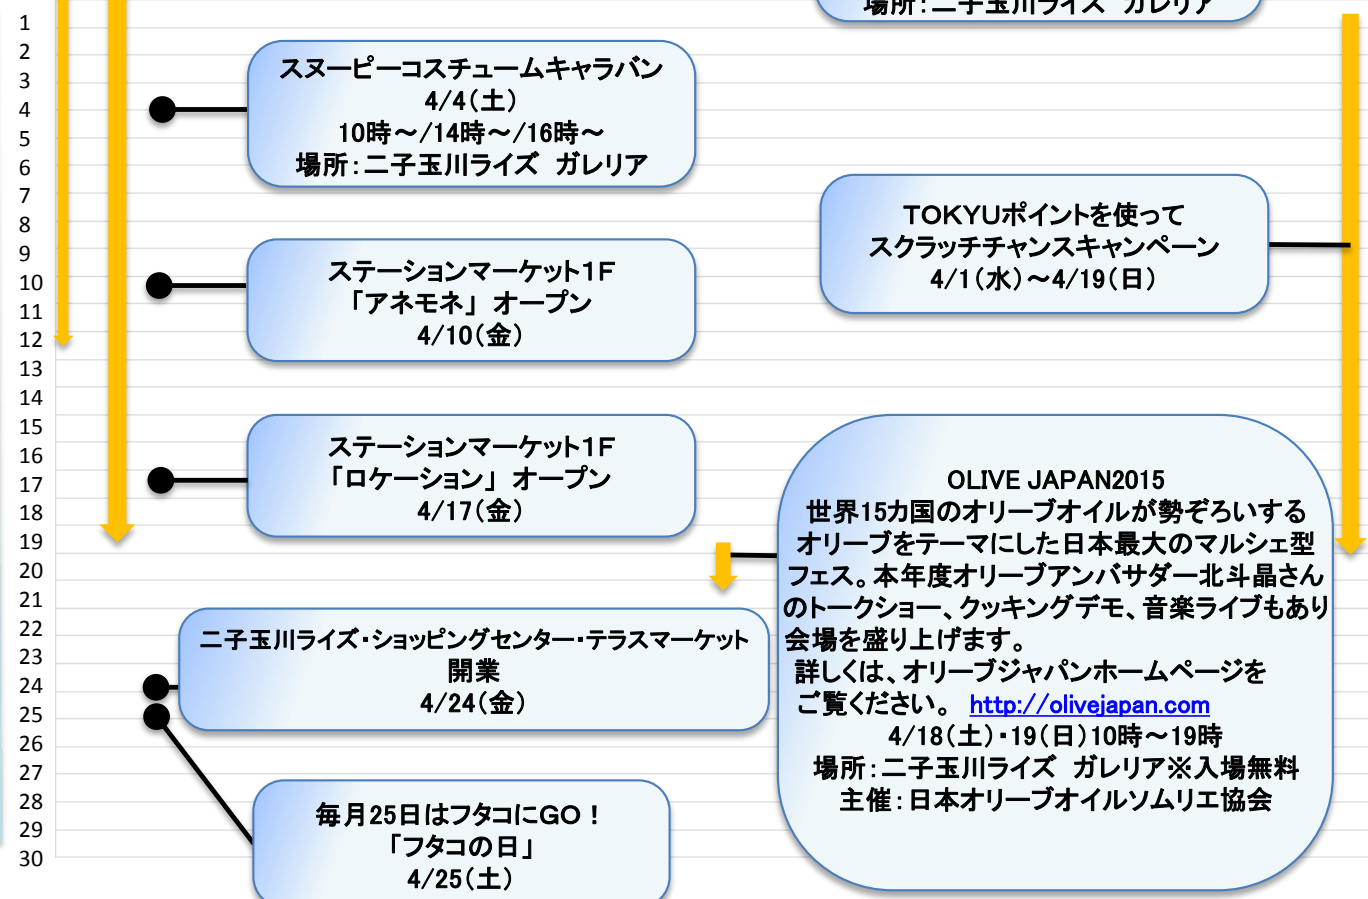 場所：二子玉川ライズ ガレリア
1
2
3
4
5
6
7
8
9
10
11
12
13
14
15
16
17
18
19
20
21
22
23
24
25
26
27
28
29
30
スヌーピーコスチュームキャラバン
4/4（土）
10時～/14時～/16時～
場所：二子玉川ライズ ガレリア
TOKYUポイントを使って
スクラッチチャンスキャンペーン
4/1（水）～4/19（日）
ステーションマーケット1F
「アネモネ」 オープン
4/10（金）
ステーションマーケット1F
「ロケーション」 オープン
4/17（金）
OLIVE JAPAN2015
世界15カ国のオリーブオイルが勢ぞろいする
オリーブをテーマにした日本最大のマルシェ型
フェス。本年度オリーブアンバサダー北斗晶さん
のトークショー、クッキングデモ、音楽ライブもあり
会場を盛り上げます。
詳しくは、オリーブジャパンホームページを
ご覧ください。 http://olivejapan.com
4/18（土）・19（日）10時～19時
場所：二子玉川ライズ ガレリア※入場無料
主催：日本オリーブオイルソムリエ協会
二子玉川ライズ・ショッピングセンター・テラスマーケット
開業
4/24（金）
毎月25日はフタコにGO！
「フタコの日」
4/25（土）